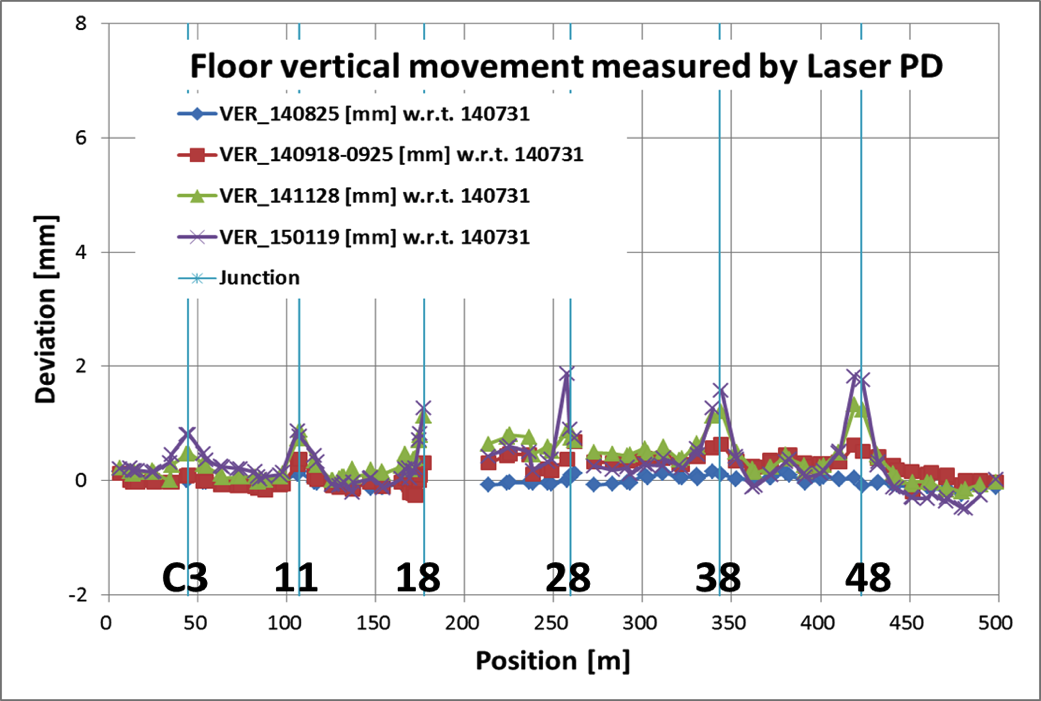 Floor vertical movement measured by Laser PD
VER_140825 [mm] w.r.t. 140731
VER_140918-0925 [mm] w.r.t. 140731
VER_141128 [mm] w.r.t. 140731
VER_150119 [mm] w.r.t. 140731
Junction
Deviation [mm]
8
6
4
2
0
-2
C3 11 18 28 38 48
0 50 100 150 200 250 300 350 400 450 500
Position [m]